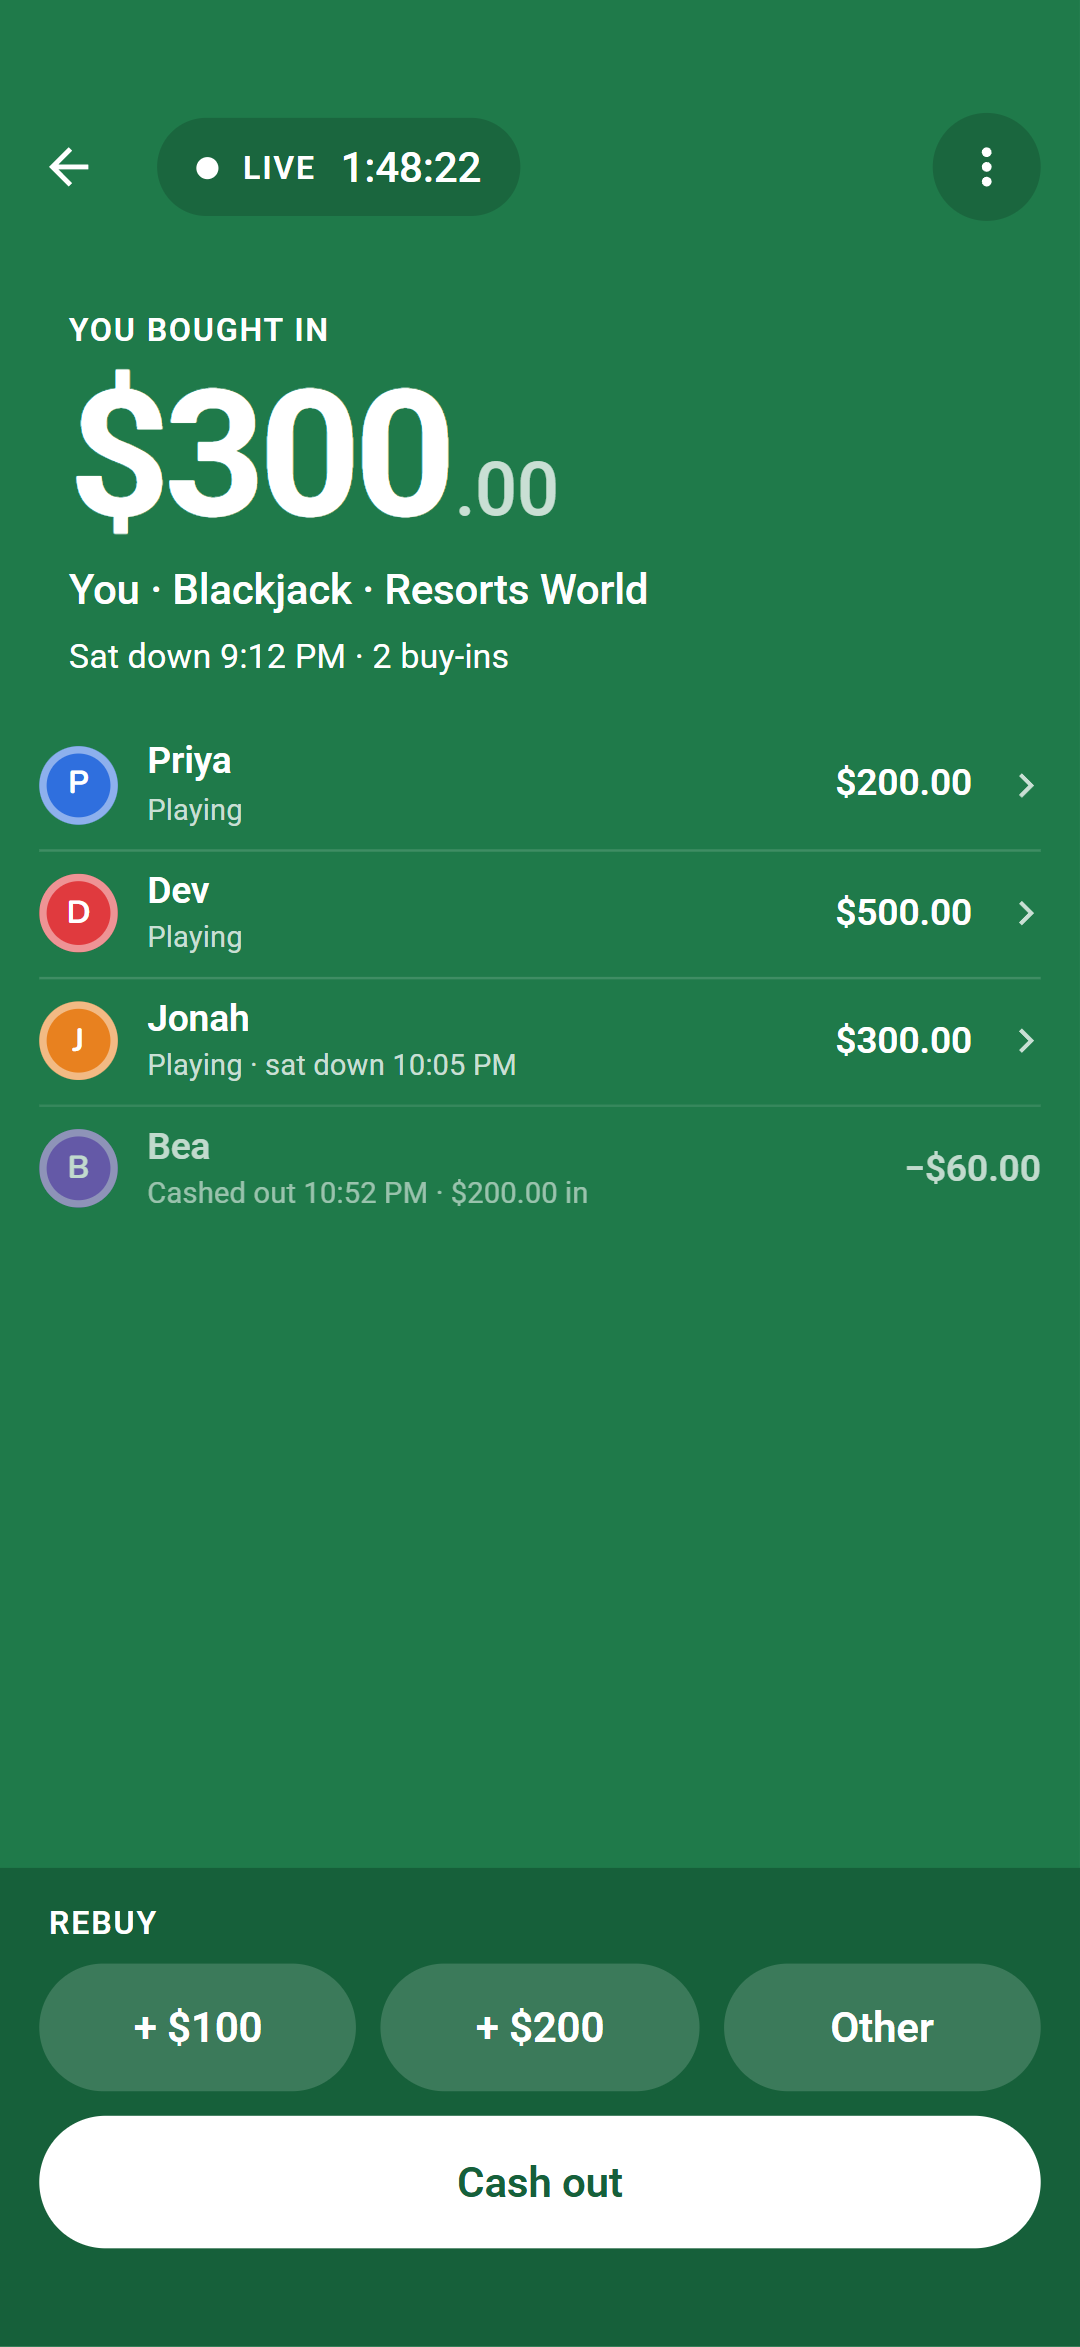 LIVE 1:48:22
YOU BOUGHT IN
$300.00
You · Blackjack · Resorts World
Sat down 9:12 PM · 2 buy-ins
P
Priya
Playing
$200.00
D
Dev
Playing
$500.00
J
Jonah
Playing · sat down 10:05 PM
$300.00
B
Bea
Cashed out 10:52 PM · $200.00 in
−$60.00
REBUY
+ $100
+ $200
Other
Cash out